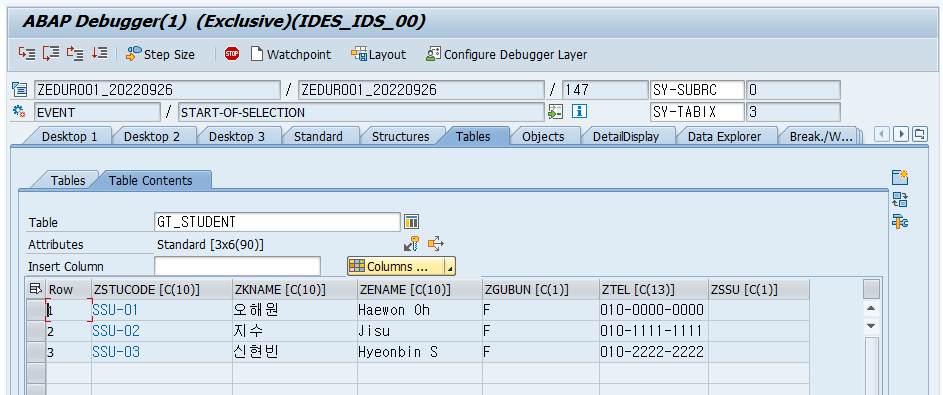 ABAP Debugger(1) (Exclusive)(IDES_IDS_00)
Step Size STOP Watchpoint Layout Configure Debugger Layer
ZEDUR001_20220926 / ZEDUR001_20220926 / 147 SY-SUBRC 0
EVENT / START-OF-SELECTION SY-TABIX 3
Desktop 1 Desktop 2 Desktop 3 Standard Structures Tables Objects DetailDisplay Data Explorer Break./W...
Tables Table Contents
Table GT_STUDENT
Attributes Standard [3x6(90)]
Insert Column Columns ...
Row ZSTUCODE [C(10)] ZKNAME [C(10)] ZENAME [C(10)] ZGUBUN [C(1)] ZTEL [C(13)] ZSSU [C(1)]
1 SSU-01 오해원 Haewon Oh F 010-0000-0000
2 SSU-02 지수 Jisu F 010-1111-1111
3 SSU-03 신현빈 Hyeonbin S F 010-2222-2222